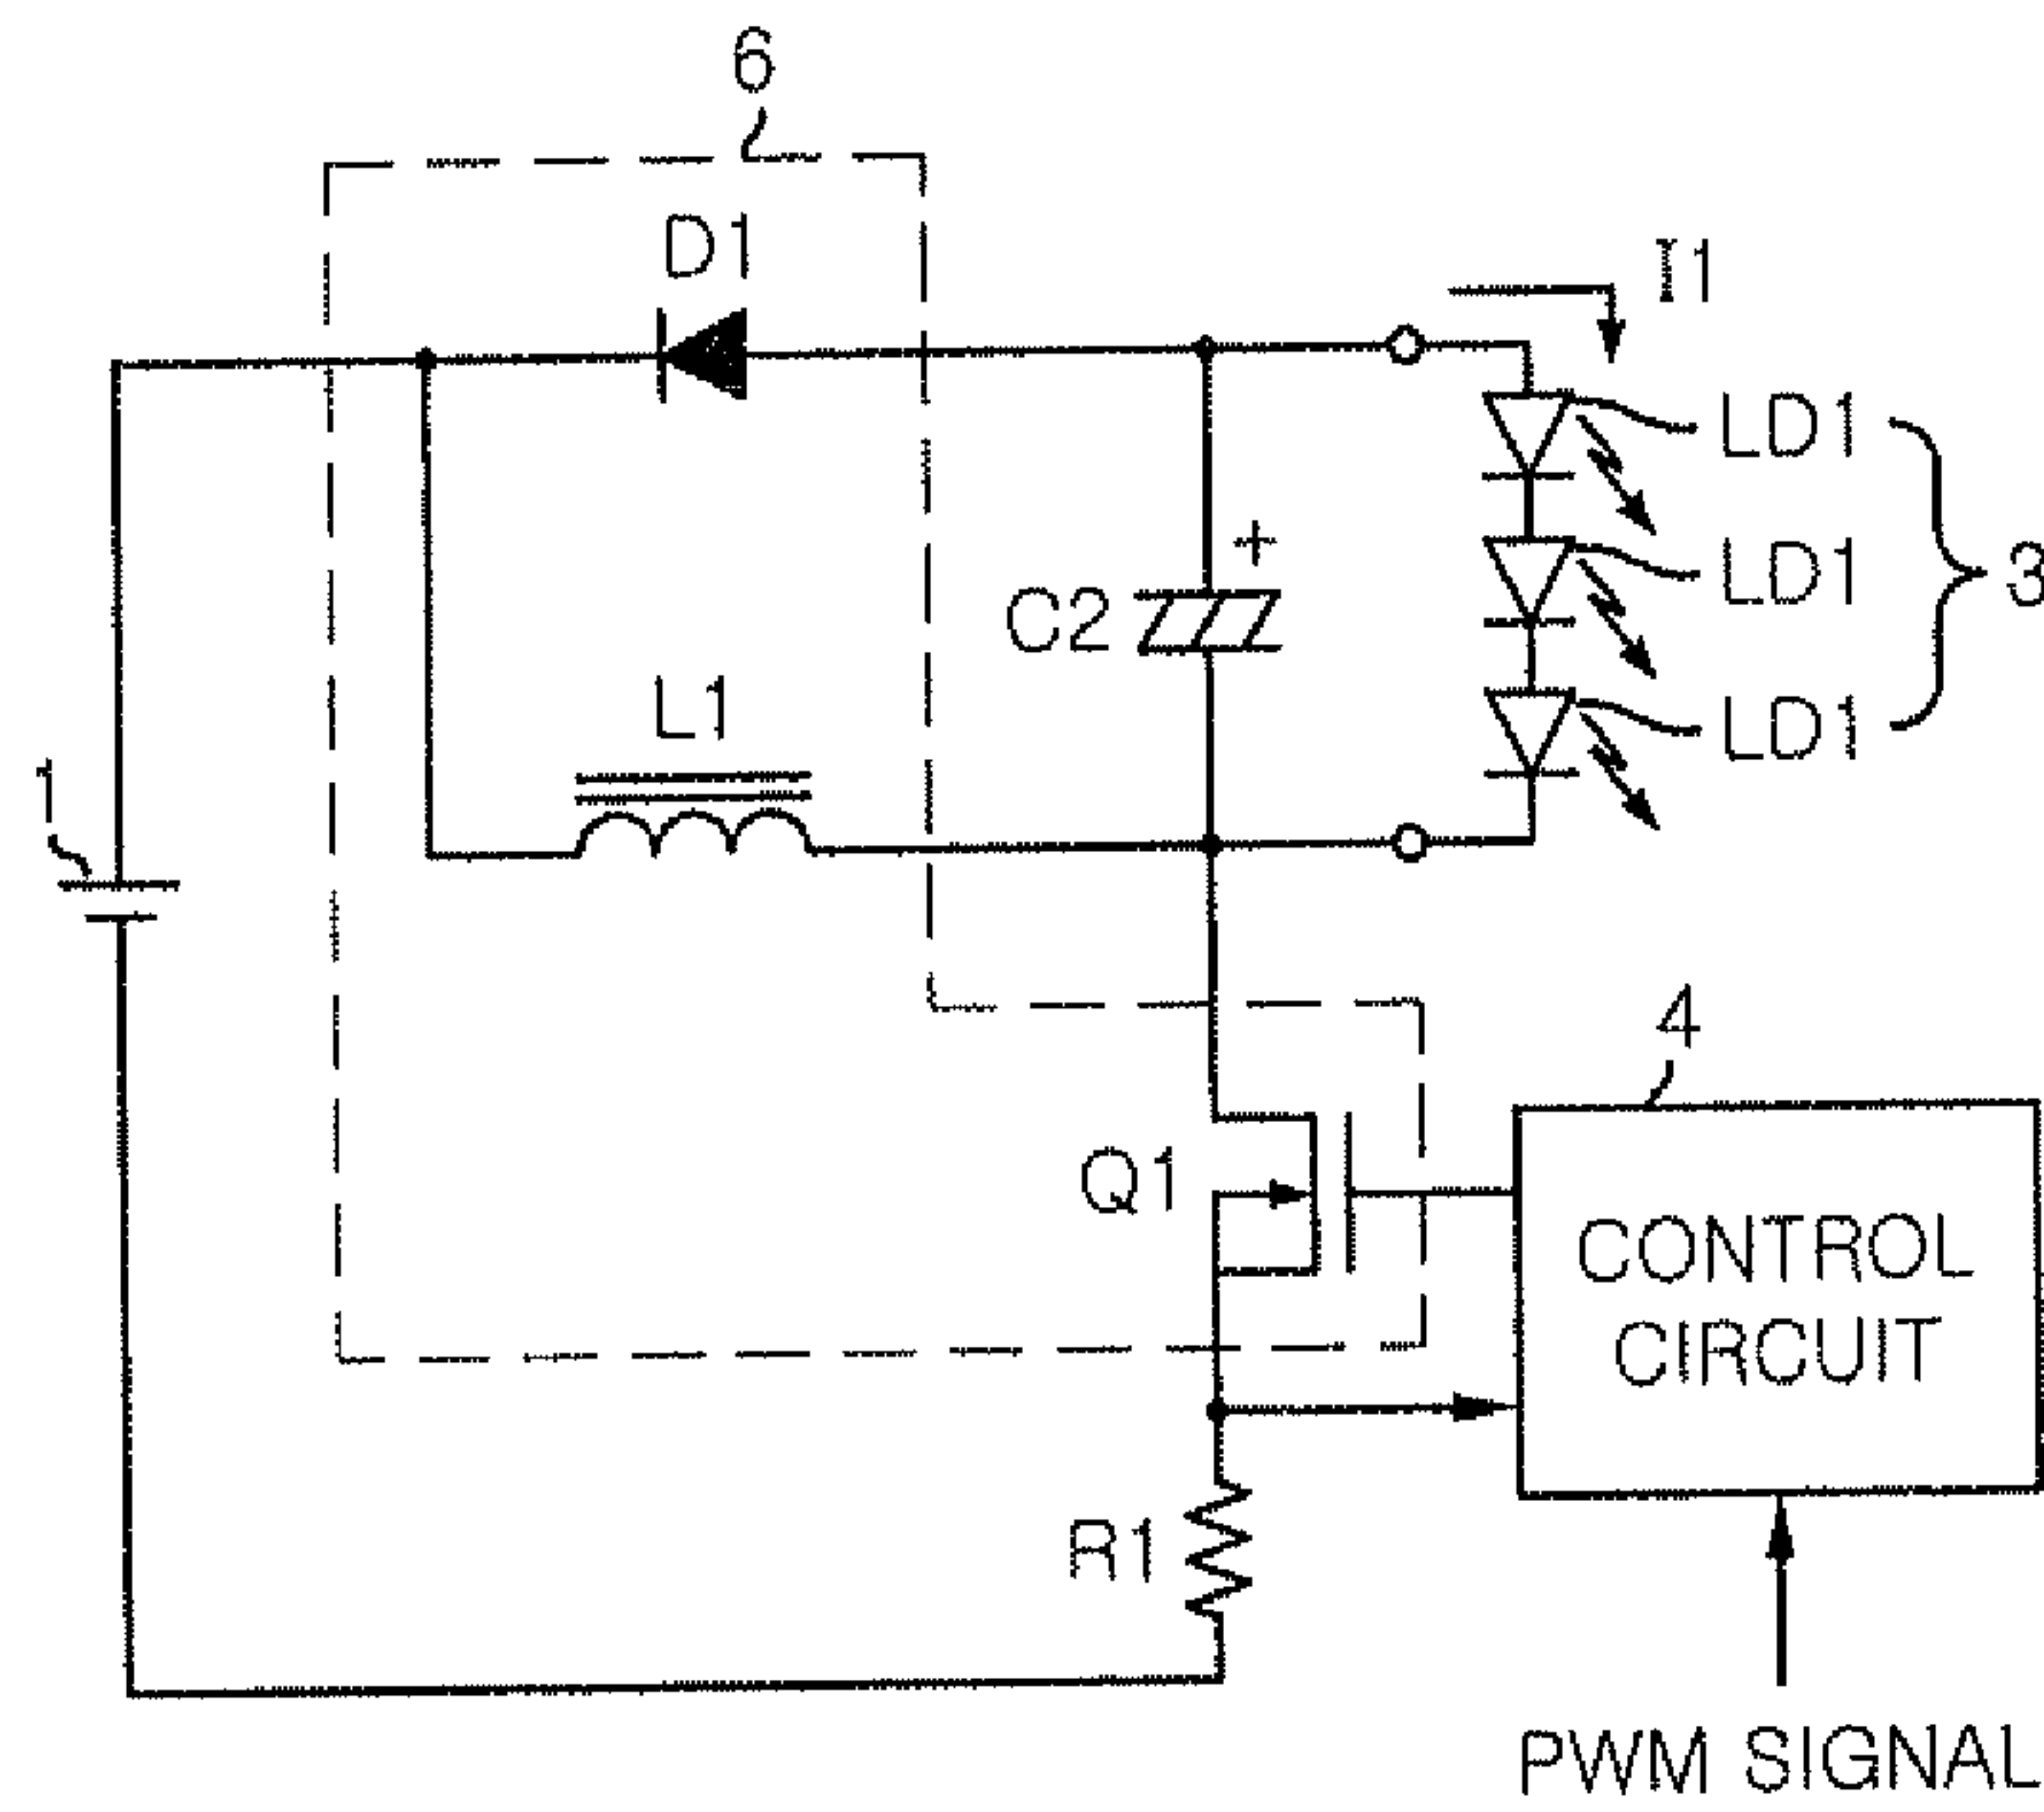 6
D1
I1
LD1
C2
+
LD1
3
L1
LD1
1
4
Q1
CONTROL
CIRCUIT
R1
PWM SIGNAL